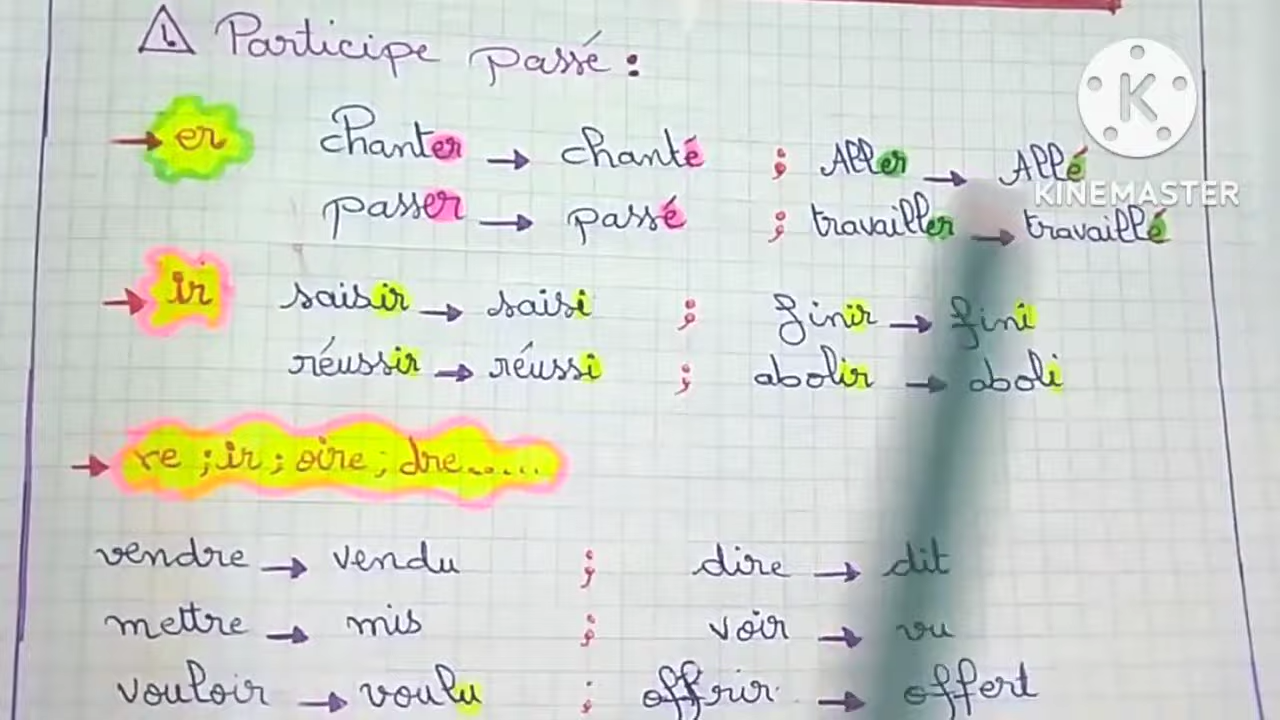 Participe passé :
→ er chanter → chanté ; Aller → Allé
passer → passé ; travailler → travaillé
→ ir saisir → saisi ; finir → fini
réussir → réussi ; abolir → aboli
→ re ; ir ; oire ; dre.....
vendre → vendu ; dire → dit
mettre → mis ; voir → vu
vouloir → voulu ; offrir → offert
K
KINEMASTER